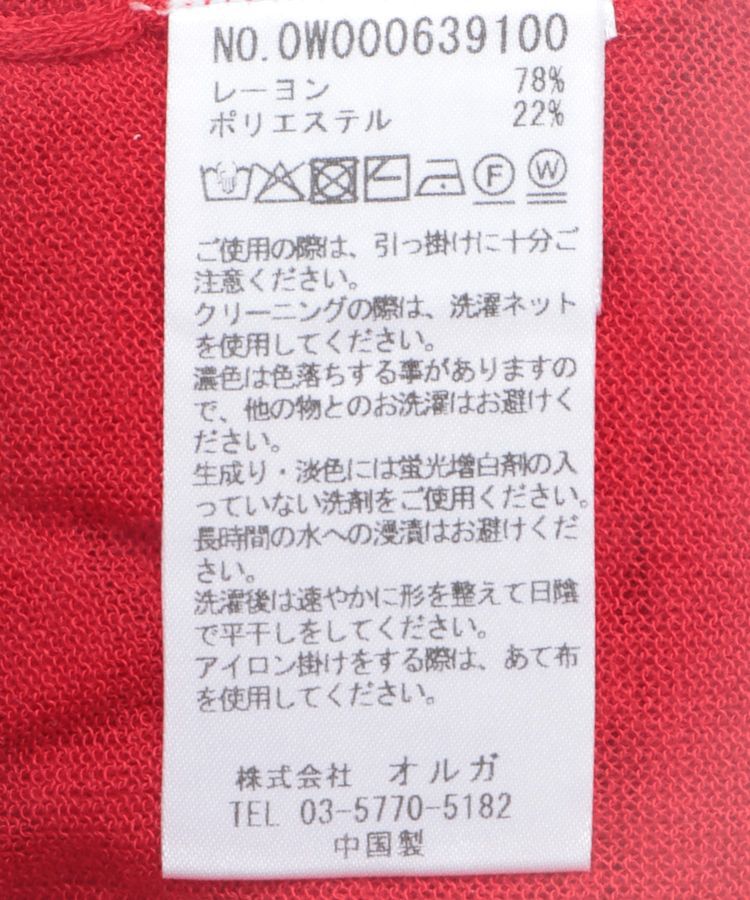 NO.OW000639100
レーヨン 78%
ポリエステル 22%
F W
ご使用の際は、引っ掛けに十分ご
注意ください。
クリーニングの際は、洗濯ネット
を使用してください。
濃色は色落ちする事がありますの
で、他の物とのお洗濯はお避けく
ださい。
生成り・淡色には蛍光増白剤の入
っていない洗剤をご使用ください。
長時間の水への浸漬はお避けくだ
さい。
洗濯後は速やかに形を整えて日陰
で平干しをしてください。
アイロン掛けをする際は、あて布
を使用してください。
株式会社 オルガ
TEL 03-5770-5182
中国製